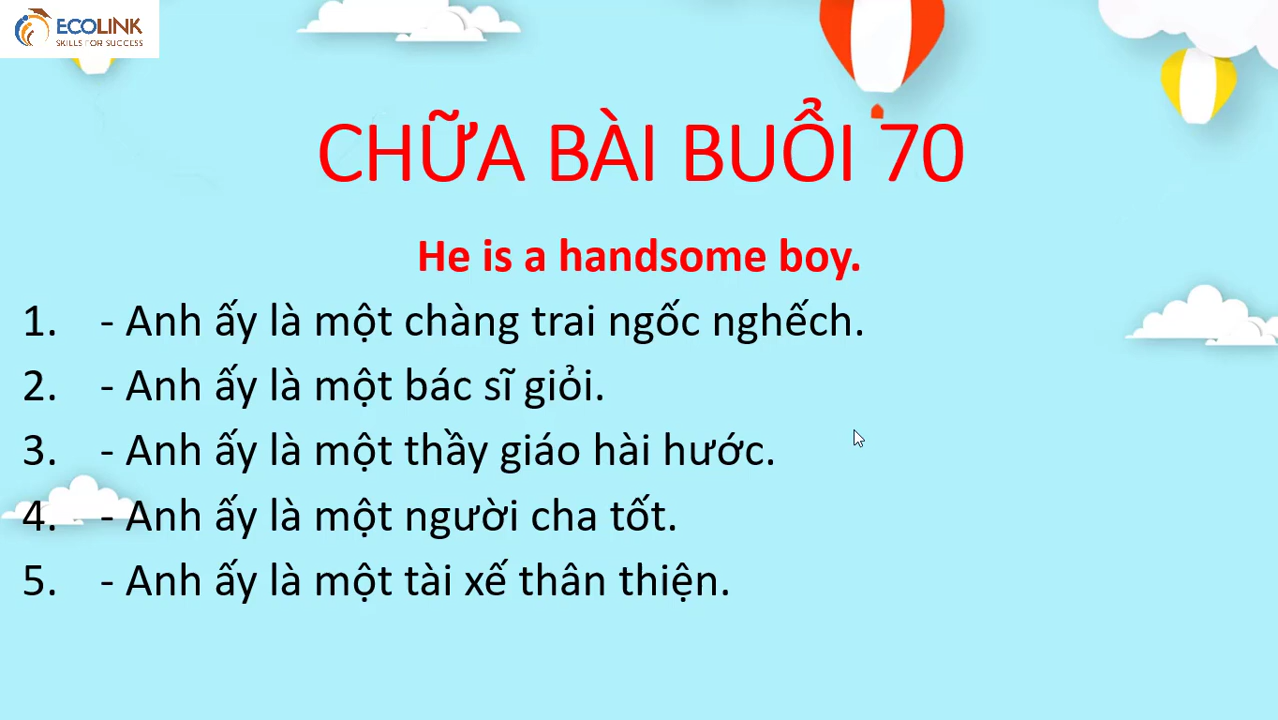 ECOLINK
SKILLS FOR SUCCESS
CHỮA BÀI BUỔI 70
He is a handsome boy.
1. - Anh ấy là một chàng trai ngốc nghếch.
2. - Anh ấy là một bác sĩ giỏi.
3. - Anh ấy là một thầy giáo hài hước.
4. - Anh ấy là một người cha tốt.
5. - Anh ấy là một tài xế thân thiện.